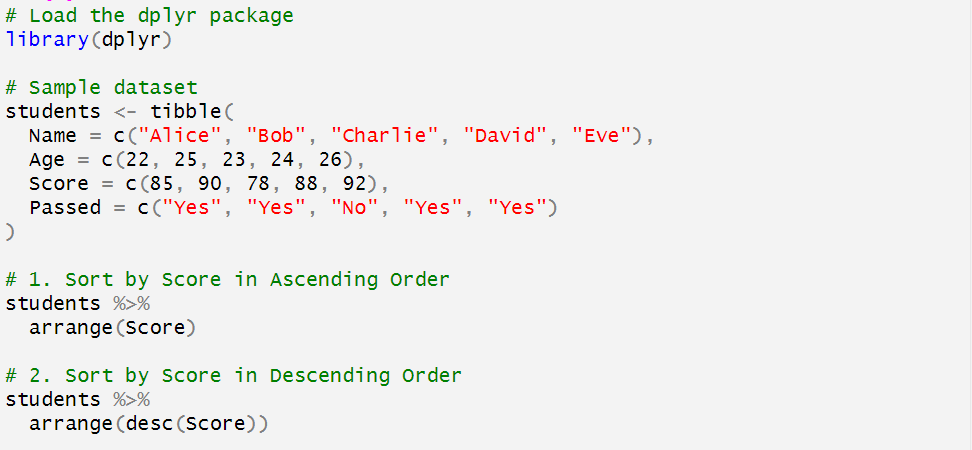 # Load the dplyr package
library(dplyr)
# Sample dataset
students <- tibble(
  Name = c("Alice", "Bob", "Charlie", "David", "Eve"),
  Age = c(22, 25, 23, 24, 26),
  Score = c(85, 90, 78, 88, 92),
  Passed = c("Yes", "Yes", "No", "Yes", "Yes")
)
# 1. Sort by Score in Ascending Order
students %>%
  arrange(Score)
# 2. Sort by Score in Descending Order
students %>%
  arrange(desc(Score))